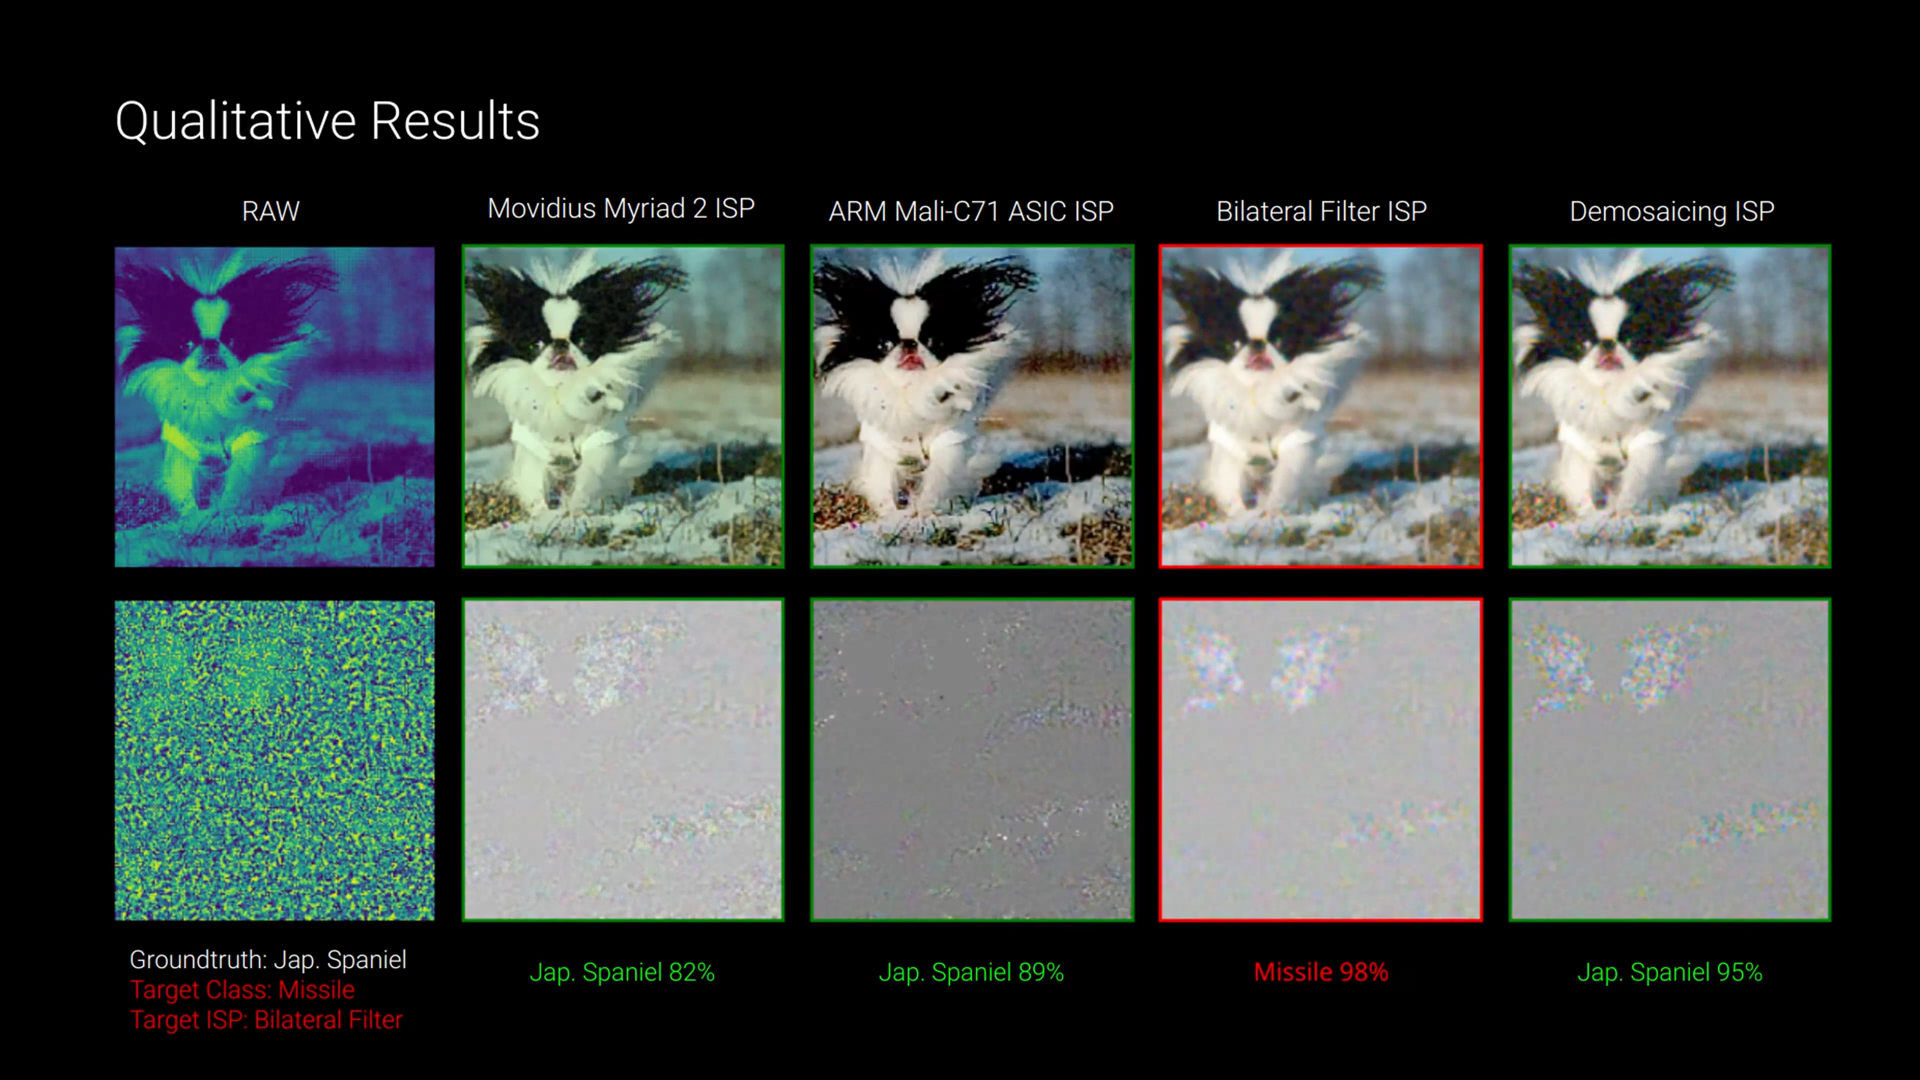 Qualitative Results
RAW
Movidius Myriad 2 ISP
ARM Mali-C71 ASIC ISP
Bilateral Filter ISP
Demosaicing ISP
Groundtruth: Jap. Spaniel
Target Class: Missile
Target ISP: Bilateral Filter
Jap. Spaniel 82%
Jap. Spaniel 89%
Missile 98%
Jap. Spaniel 95%